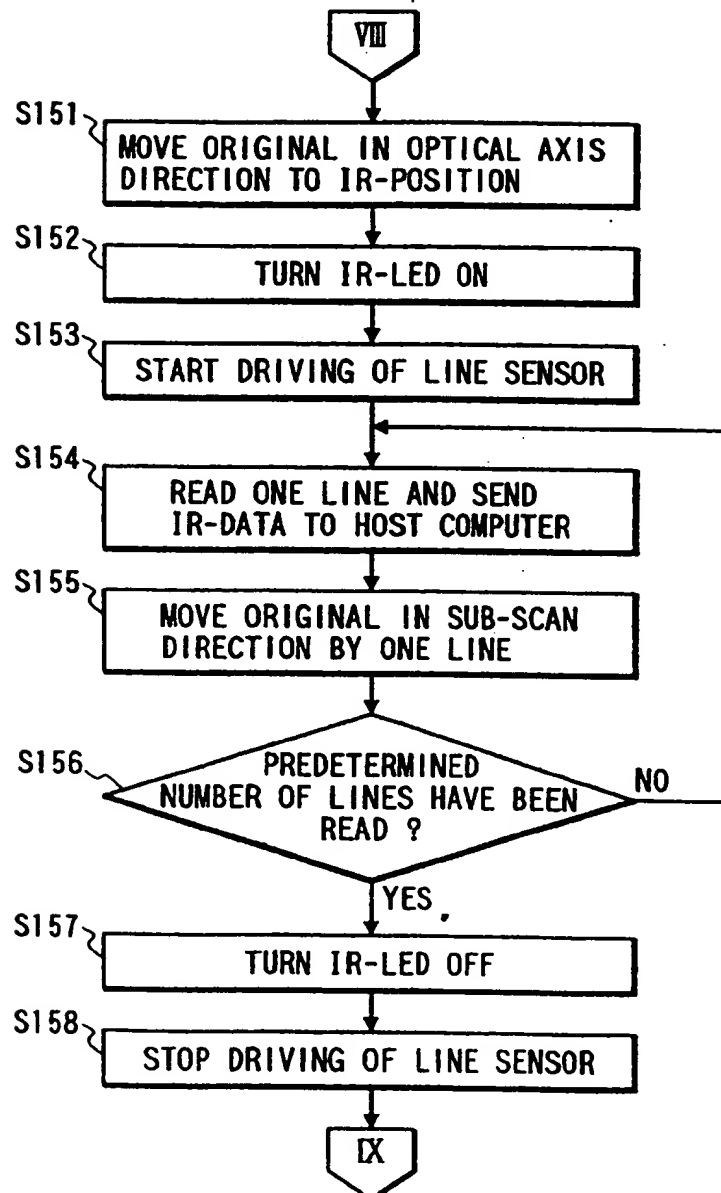 VIII
S151
MOVE ORIGINAL IN OPTICAL AXIS
DIRECTION TO IR-POSITION
S152
TURN IR-LED ON
S153
START DRIVING OF LINE SENSOR
S154
READ ONE LINE AND SEND
IR-DATA TO HOST COMPUTER
S155
MOVE ORIGINAL IN SUB-SCAN
DIRECTION BY ONE LINE
S156
PREDETERMINED
NUMBER OF LINES HAVE BEEN
READ ?
NO
YES
S157
TURN IR-LED OFF
S158
STOP DRIVING OF LINE SENSOR
IX